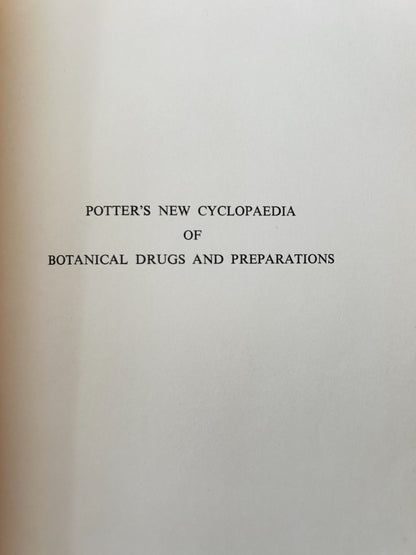 POTTER'S NEW CYCLOPAEDIA
OF
BOTANICAL DRUGS AND PREPARATIONS